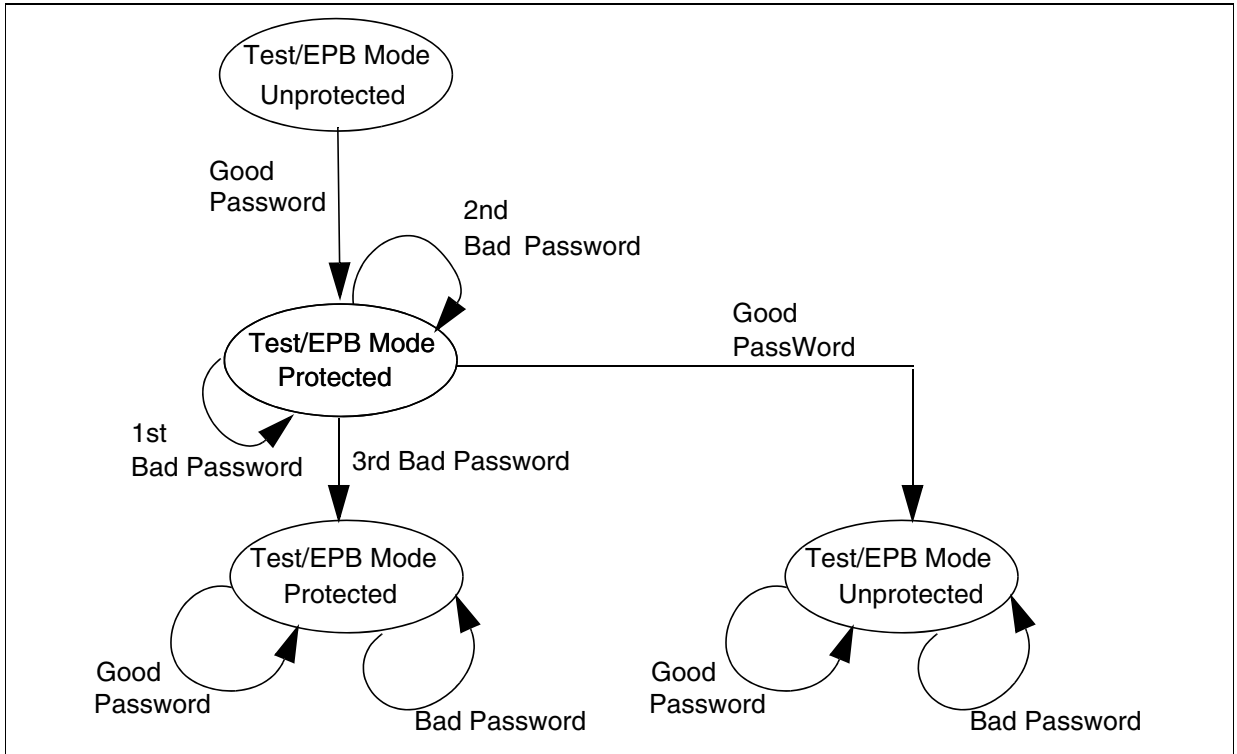 Test/EPB Mode
Unprotected
Good
Password
2nd
Bad Password
Test/EPB Mode
Protected
Good
PassWord
1st
Bad Password
3rd Bad Password
Test/EPB Mode
Protected
Good
Password
Bad Password
Test/EPB Mode
Unprotected
Good
Password
Bad Password